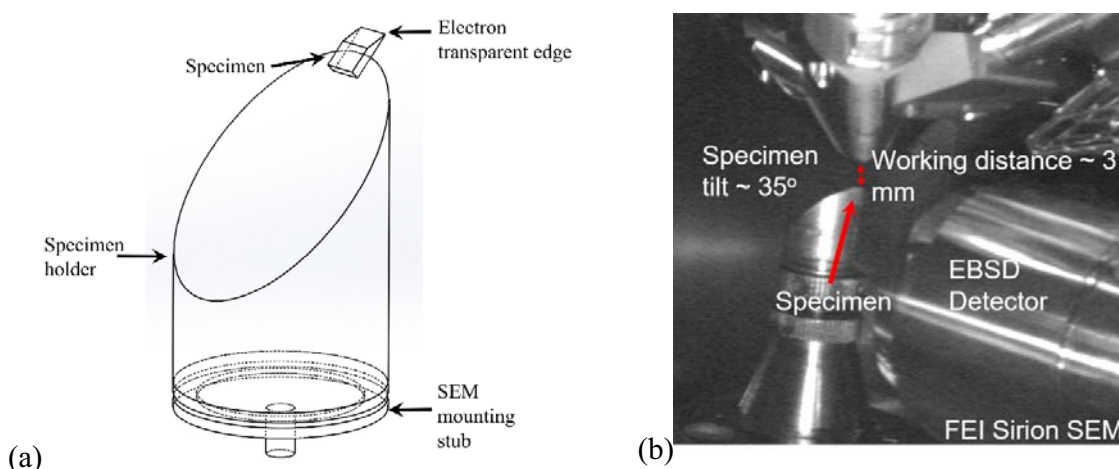 Electron
transparent edge
Specimen
Specimen
holder
SEM
mounting
stub
(a)
Specimen
tilt ~ 35o
Working distance ~ 3
mm
EBSD
Detector
Specimen
FEI Sirion SEM
(b)